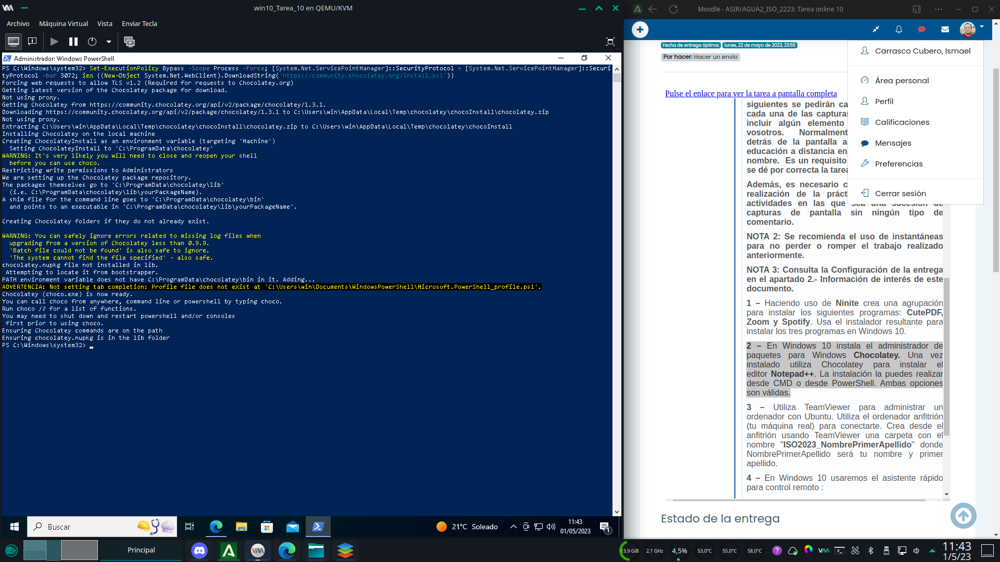 win10_Tarea_10 en QEMU/KVM
Archivo Máquina Virtual Vista Enviar Tecla
Administrador: Windows PowerShell
PS C:\Windows\system32> Set-ExecutionPolicy Bypass -Scope Process -Force; [System.Net.ServicePointManager]::SecurityProtocol = [System.Net.ServicePointManager]::Securi
tyProtocol -bor 3072; iex ((New-Object System.Net.WebClient).DownloadString('https://community.chocolatey.org/install.ps1'))
Forcing web requests to allow TLS v1.2 (Required for requests to Chocolatey.org)
Getting latest version of the Chocolatey package for download.
Not using proxy.
Getting Chocolatey from https://community.chocolatey.org/api/v2/package/chocolatey/1.3.1.
Downloading https://community.chocolatey.org/api/v2/package/chocolatey/1.3.1 to C:\Users\win\AppData\Local\Temp\chocolatey\chocoInstall\chocolatey.zip
Not using proxy.
Extracting C:\Users\win\AppData\Local\Temp\chocolatey\chocoInstall\chocolatey.zip to C:\Users\win\AppData\Local\Temp\chocolatey\chocoInstall
Installing Chocolatey on the local machine
Creating ChocolateyInstall as an environment variable (targeting 'Machine')
Setting ChocolateyInstall to 'C:\ProgramData\chocolatey'
WARNING: It's very likely you will need to close and reopen your shell
before you can use choco.
Restricting write permissions to Administrators
We are setting up the Chocolatey package repository.
The packages themselves go to 'C:\ProgramData\chocolatey\lib'
(i.e. C:\ProgramData\chocolatey\lib\yourPackageName).
A shim file for the command line goes to 'C:\ProgramData\chocolatey\bin'
and points to an executable in 'C:\ProgramData\chocolatey\lib\yourPackageName'.
Creating Chocolatey folders if they do not already exist.
WARNING: You can safely ignore errors related to missing log files when
upgrading from a version of Chocolatey less than 0.9.9.
'Batch file could not be found' is also safe to ignore.
'The system cannot find the file specified' - also safe.
chocolatey.nupkg file not installed in lib.
Attempting to locate it from bootstrapper.
PATH environment variable does not have C:\ProgramData\chocolatey\bin in it. Adding...
ADVERTENCIA: Not setting tab completion: Profile file does not exist at 'C:\Users\win\Documents\WindowsPowerShell\Microsoft.PowerShell_profile.ps1'.
Chocolatey (choco.exe) is now ready.
You can call choco from anywhere, command line or powershell by typing choco.
Run choco /? for a list of functions.
You may need to shut down and restart powershell and/or consoles
first prior to using choco.
Ensuring Chocolatey commands are on the path
Ensuring chocolatey.nupkg is in the lib folder
PS C:\Windows\system32>
Buscar
21°C Soleado
11:43
01/05/2023
1
Moodle - ASIR/AGUA2_ISO_2223: Tarea online 10
Fecha de entrega óptima: lunes, 22 de mayo de 2023, 23:55
Por hacer: Hacer un envío
Carrasco Cubero, Ismael
Área personal
Perfil
Calificaciones
Mensajes
Preferencias
Cerrar sesión
Pulse el enlace para ver la tarea a pantalla completa
siguientes se pedirán ca
cada una de las capturas
incluir algún elemento
vosotros. Normalment
detrás de la pantalla a
educación a distancia en
nombre. Es un requisito
se dé por correcta la tarea
Además, es necesario c
realización de la práct
actividades en las que sea una sucesión de
capturas de pantalla sin ningún tipo de
comentario.
NOTA 2: Se recomienda el uso de instantáneas
para no perder o romper el trabajo realizado
anteriormente.
NOTA 3: Consulta la Configuración de la entrega
en el apartado 2.- Información de interés de este
documento.
1 – Haciendo uso de Ninite crea una agrupación
para instalar los siguientes programas: CutePDF,
Zoom y Spotify. Usa el instalador resultante para
instalar los tres programas en Windows 10.
2 – En Windows 10 instala el administrador de
paquetes para Windows Chocolatey. Una vez
instalado utiliza Chocolatey para instalar el
editor Notepad++. La instalación la puedes realizar
desde CMD o desde PowerShell. Ambas opciones
son válidas.
3 – Utiliza TeamViewer para administrar un
ordenador con Ubuntu. Utiliza el ordenador anfitrión
(tu máquina real) para conectarte. Crea desde el
anfitrión usando TeamViewer una carpeta con el
nombre "ISO2023_NombrePrimerApellido" donde
NombrePrimerApellido será tu nombre y primer
apellido.
4 – En Windows 10 usaremos el asistente rápido
para control remoto :
Estado de la entrega
Principal
13,9 GiB 2,1 GHz 4,5% 53,0°C 55,0°C 58,0°C
11:43
1/5/23